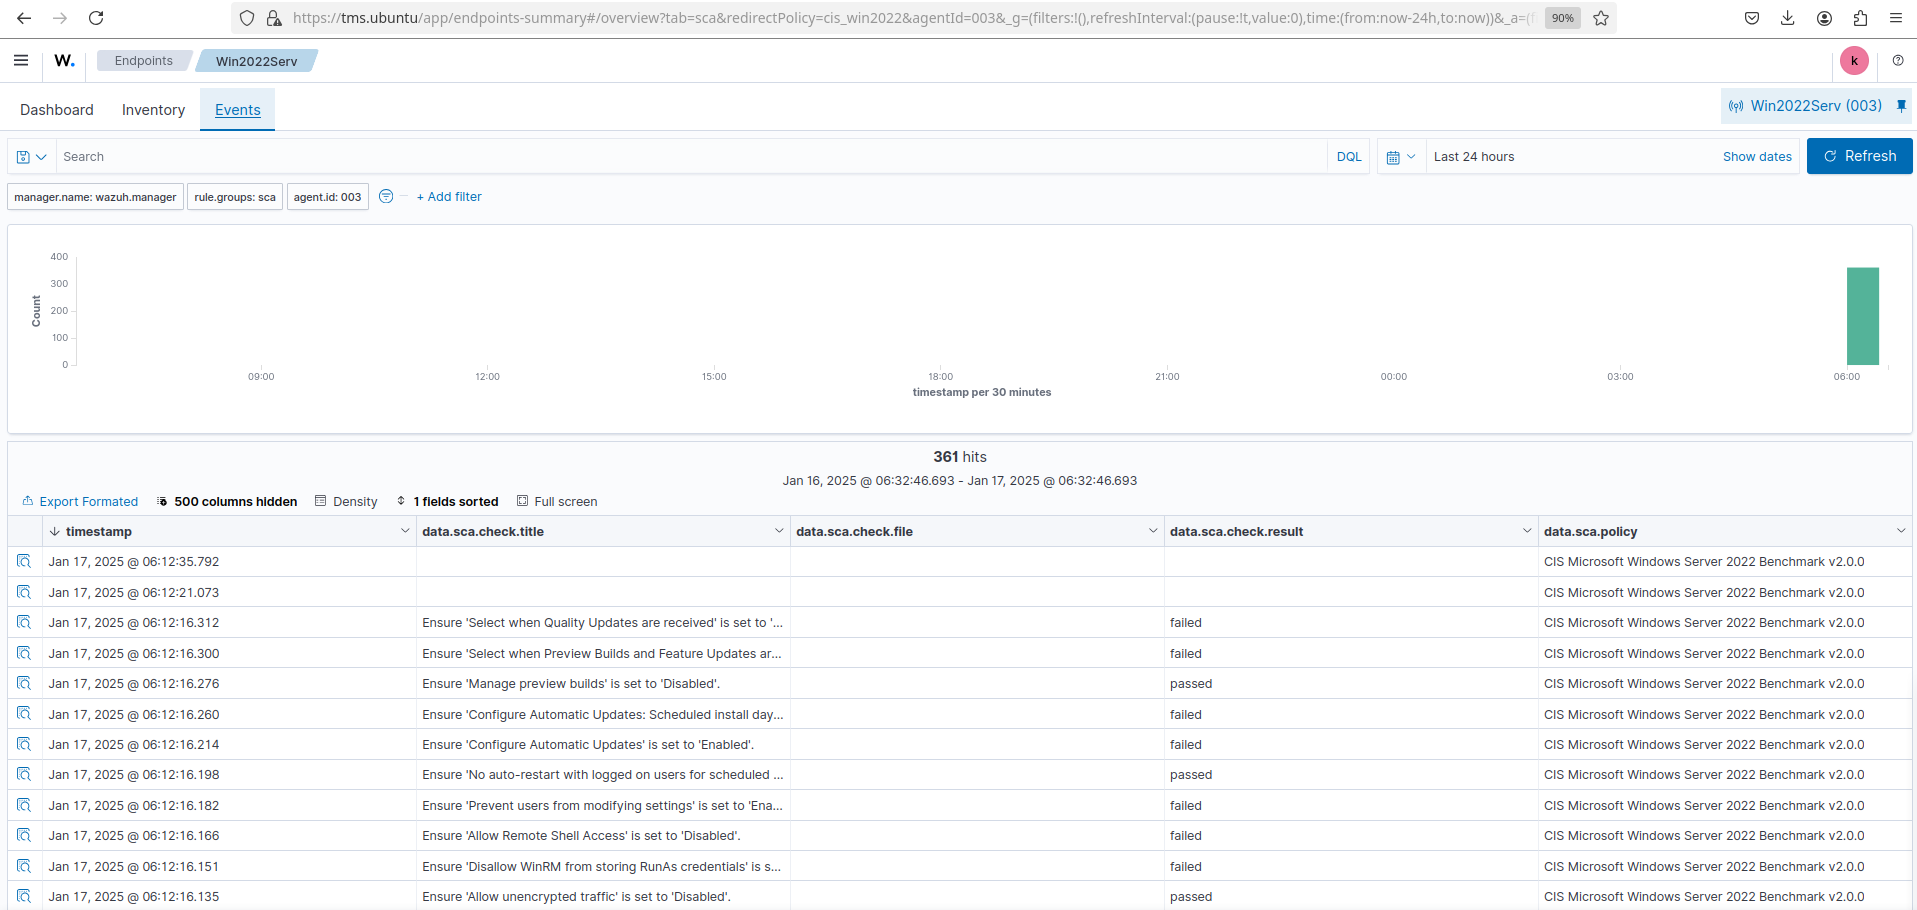 https://tms.ubuntu/app/endpoints-summary#/overview?tab=sca&redirectPolicy=cis_win2022&agentId=003&_g=(filters:!(),refreshInterval:(pause:!t,value:0),time:(from:now-24h,to:now))&_a=(f 90%
W. Endpoints Win2022Serv k
Dashboard Inventory Events Win2022Serv (003)
Search DQL Last 24 hours Show dates Refresh
manager.name: wazuh.manager rule.groups: sca agent.id: 003 + Add filter
400
300
200
100
0
Count
09:00 12:00 15:00 18:00 21:00 00:00 03:00 06:00
timestamp per 30 minutes
361 hits
Jan 16, 2025 @ 06:32:46.693 - Jan 17, 2025 @ 06:32:46.693
Export Formated 500 columns hidden Density 1 fields sorted Full screen
timestamp data.sca.check.title data.sca.check.file data.sca.check.result data.sca.policy
Jan 17, 2025 @ 06:12:35.792 CIS Microsoft Windows Server 2022 Benchmark v2.0.0
Jan 17, 2025 @ 06:12:21.073 CIS Microsoft Windows Server 2022 Benchmark v2.0.0
Jan 17, 2025 @ 06:12:16.312 Ensure 'Select when Quality Updates are received' is set to '... failed CIS Microsoft Windows Server 2022 Benchmark v2.0.0
Jan 17, 2025 @ 06:12:16.300 Ensure 'Select when Preview Builds and Feature Updates ar... failed CIS Microsoft Windows Server 2022 Benchmark v2.0.0
Jan 17, 2025 @ 06:12:16.276 Ensure 'Manage preview builds' is set to 'Disabled'. passed CIS Microsoft Windows Server 2022 Benchmark v2.0.0
Jan 17, 2025 @ 06:12:16.260 Ensure 'Configure Automatic Updates: Scheduled install day... failed CIS Microsoft Windows Server 2022 Benchmark v2.0.0
Jan 17, 2025 @ 06:12:16.214 Ensure 'Configure Automatic Updates' is set to 'Enabled'. failed CIS Microsoft Windows Server 2022 Benchmark v2.0.0
Jan 17, 2025 @ 06:12:16.198 Ensure 'No auto-restart with logged on users for scheduled ... passed CIS Microsoft Windows Server 2022 Benchmark v2.0.0
Jan 17, 2025 @ 06:12:16.182 Ensure 'Prevent users from modifying settings' is set to 'Ena... failed CIS Microsoft Windows Server 2022 Benchmark v2.0.0
Jan 17, 2025 @ 06:12:16.166 Ensure 'Allow Remote Shell Access' is set to 'Disabled'. failed CIS Microsoft Windows Server 2022 Benchmark v2.0.0
Jan 17, 2025 @ 06:12:16.151 Ensure 'Disallow WinRM from storing RunAs credentials' is s... failed CIS Microsoft Windows Server 2022 Benchmark v2.0.0
Jan 17, 2025 @ 06:12:16.135 Ensure 'Allow unencrypted traffic' is set to 'Disabled'. passed CIS Microsoft Windows Server 2022 Benchmark v2.0.0